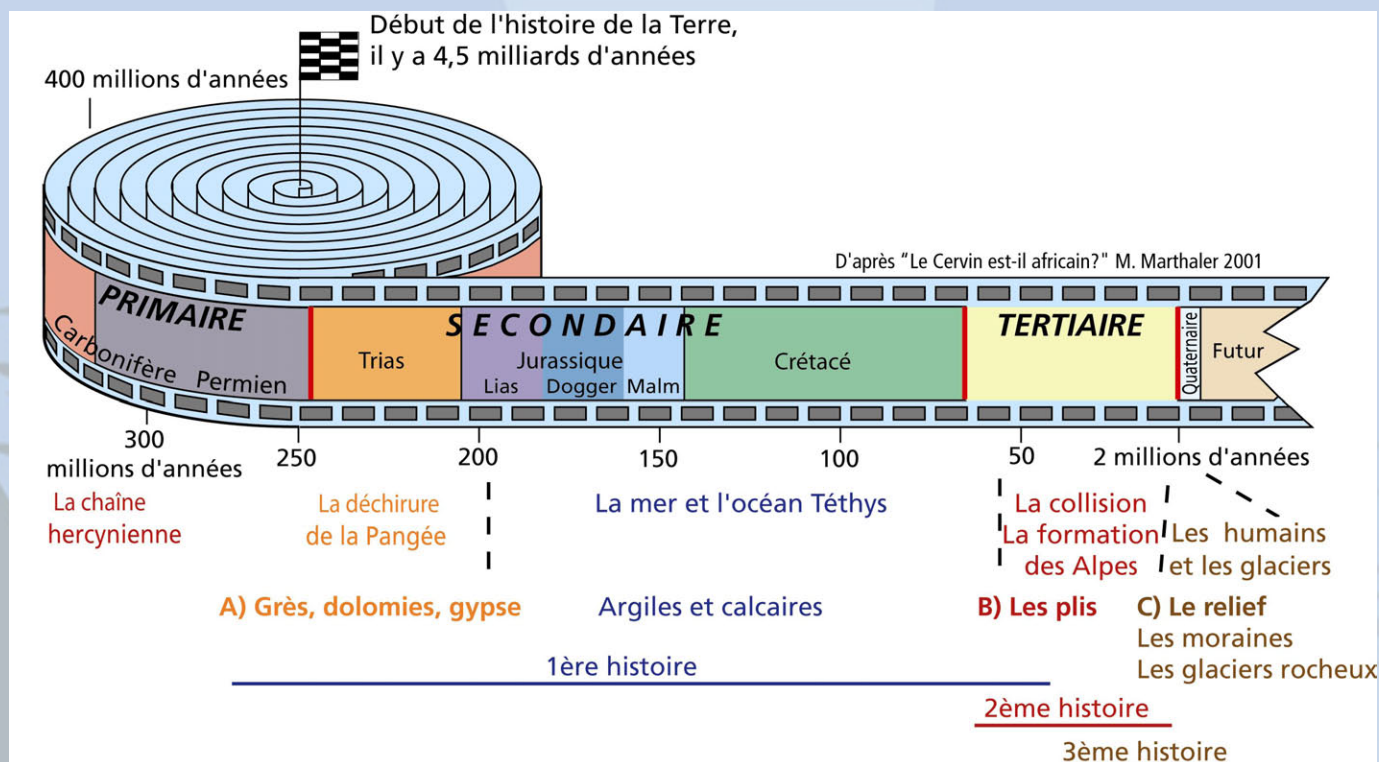 Début de l'histoire de la Terre,
il y a 4,5 milliards d'années
400 millions d'années
D'après "Le Cervin est-il africain?" M. Marthaler 2001
PRIMAIRE
SECONDAIRE
TERTIAIRE
Carbonifère
Permien
Trias
Jurassique
Lias
Dogger
Malm
Crétacé
Quaternaire
Futur
300
millions d'années
250
200
150
100
50
2 millions d'années
La chaîne
hercynienne
La déchirure
de la Pangée
La mer et l'océan Téthys
La collision
La formation
des Alpes
Les humains
et les glaciers
A) Grès, dolomies, gypse
Argiles et calcaires
B) Les plis
C) Le relief
Les moraines
Les glaciers rocheux
1ère histoire
2ème histoire
3ème histoire